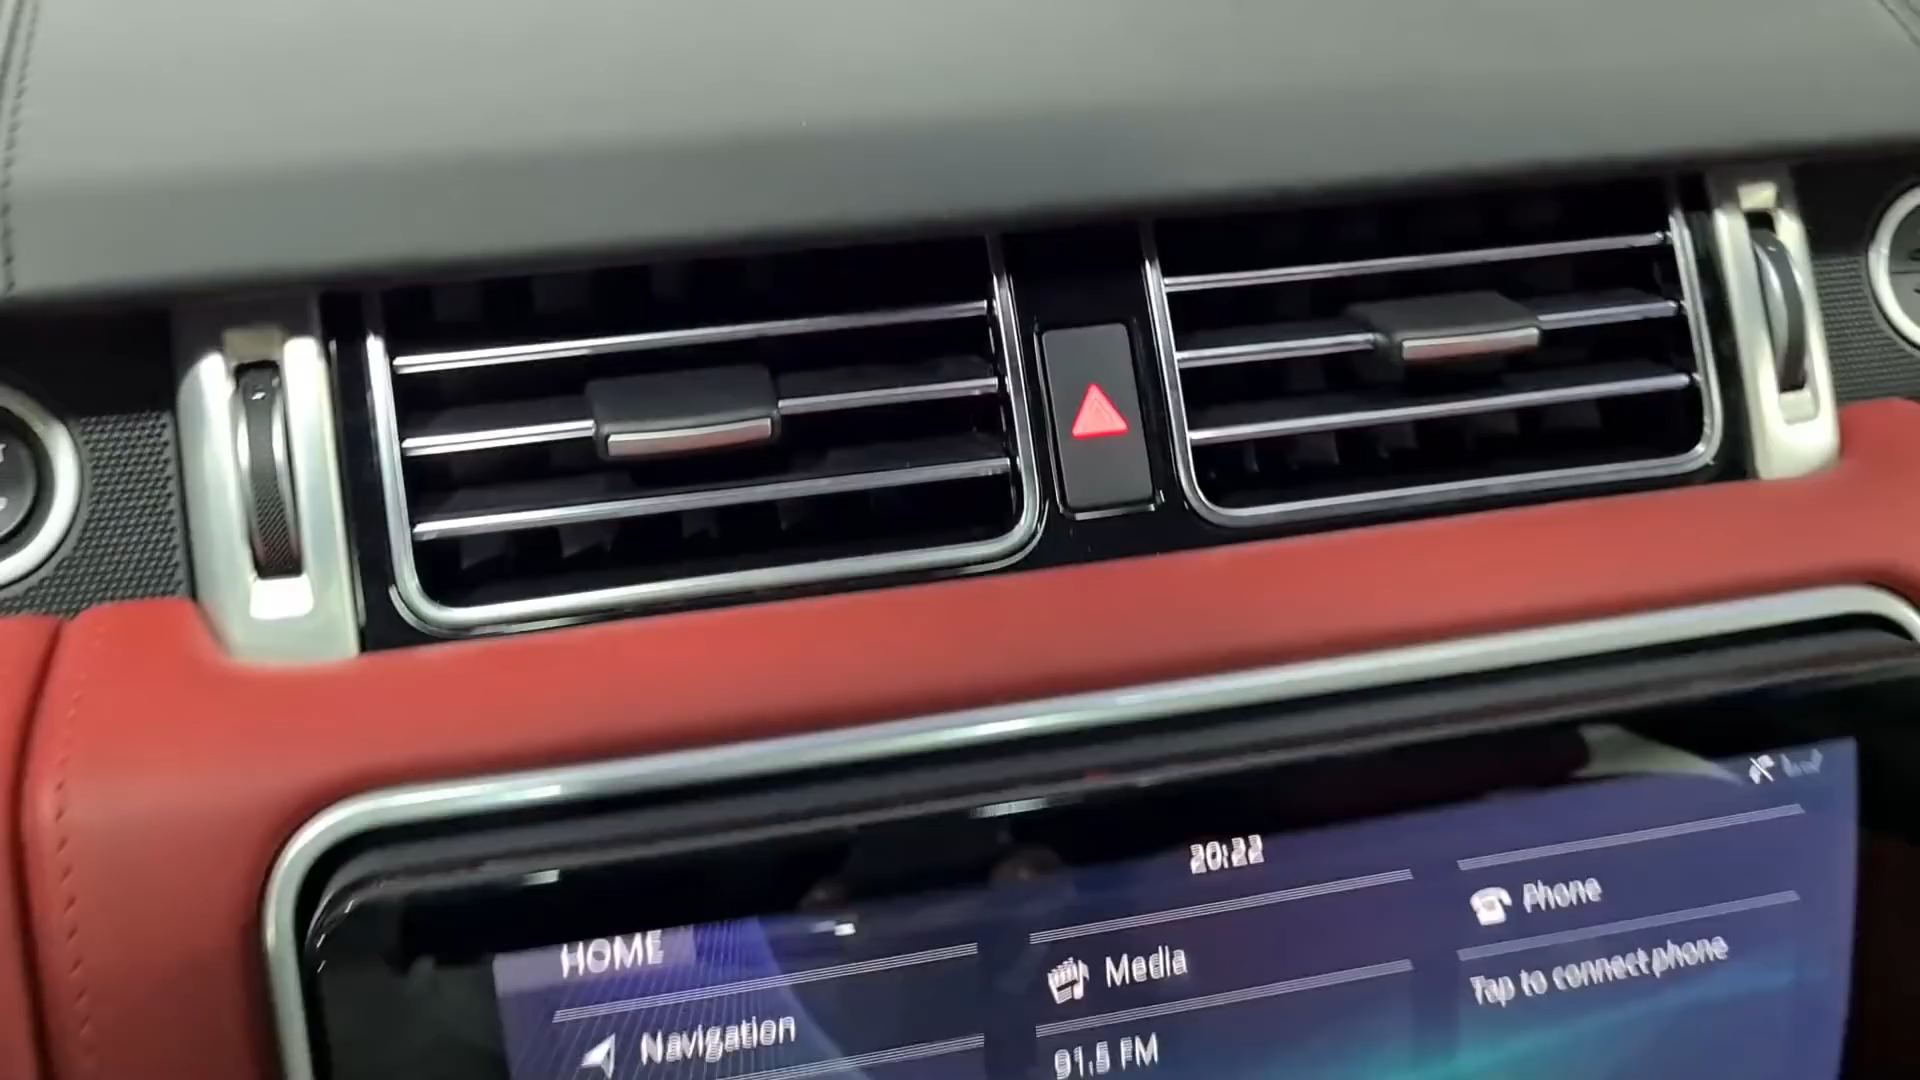 20:22
HOME
Navigation
Media
91.5 FM
Phone
Tap to connect phone